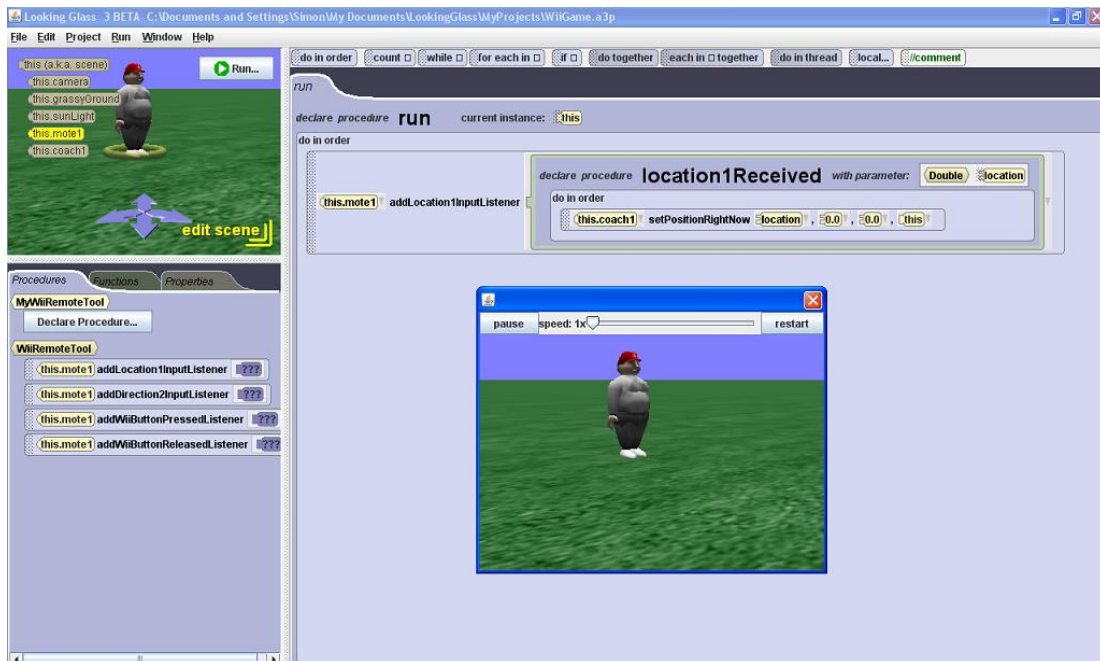 Looking Glass 3 BETA C:\Documents and Settings\Simon\My Documents\LookingGlass\MyProjects\WiiGame.a3p
File Edit Project Run Window Help
this (a.k.a. scene)
this.camera
this.grassyGround
this.sunLight
this.mote1
this.coach1
Run...
edit scene
Procedures Functions Properties
MyWiiRemoteTool
Declare Procedure...
WiiRemoteTool
this.mote1 addLocation1InputListener ???
this.mote1 addDirection2InputListener ???
this.mote1 addWiiButtonPressedListener ???
this.mote1 addWiiButtonReleasedListener ???
do in order count while for each in if do together each in together do in thread local... //comment
run
declare procedure run current instance: this
do in order
this.mote1 addLocation1InputListener
declare procedure location1Received with parameter: Double location
do in order
this.coach1 setPositionRightNow location , 0.0 , 0.0 , this
pause speed: 1x restart